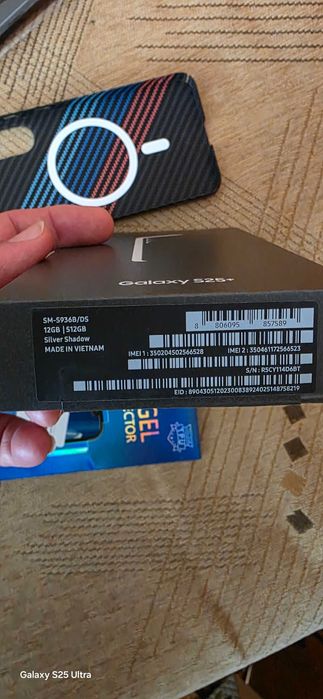 Galaxy S25+
SM-S936B/DS
12GB | 512GB
Silver Shadow
MADE IN VIETNAM
8 806095 857589
IMEI 1 : 350204502566528
IMEI 2 : 350461172566523
S/N : R5CY114D6BT
EID : 89043051202300838924025148758219
GEL
Galaxy S25 Ultra